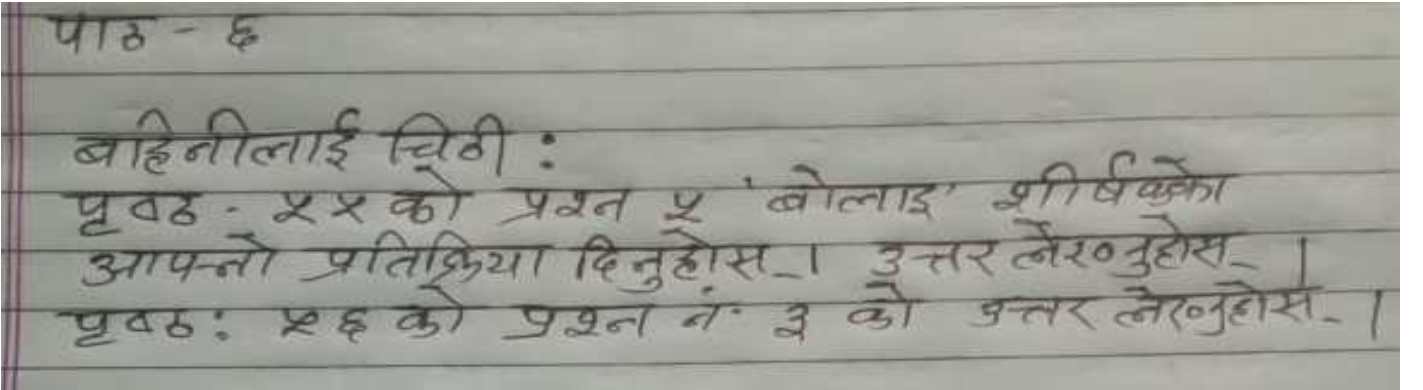 पाठ - ६
बहिनीलाई चिठी :
पृष्ठ - ५५ को प्रश्न ५ 'बोलाइ' शीर्षकको
आफ्नो प्रतिक्रिया दिनुहोस् । उत्तर लेख्नुहोस् ।
पृष्ठ : ५६ को प्रश्न नं. ३ को उत्तर लेख्नुहोस् ।